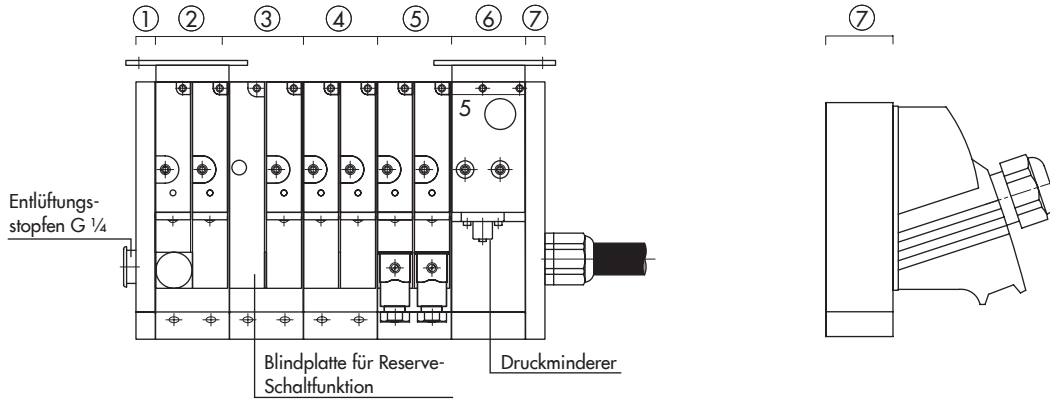 ① ② ③ ④ ⑤ ⑥ ⑦
⑦
5
Entlüftungs-
stopfen G ¼
Blindplatte für Reserve-
Schaltfunktion
Druckminderer